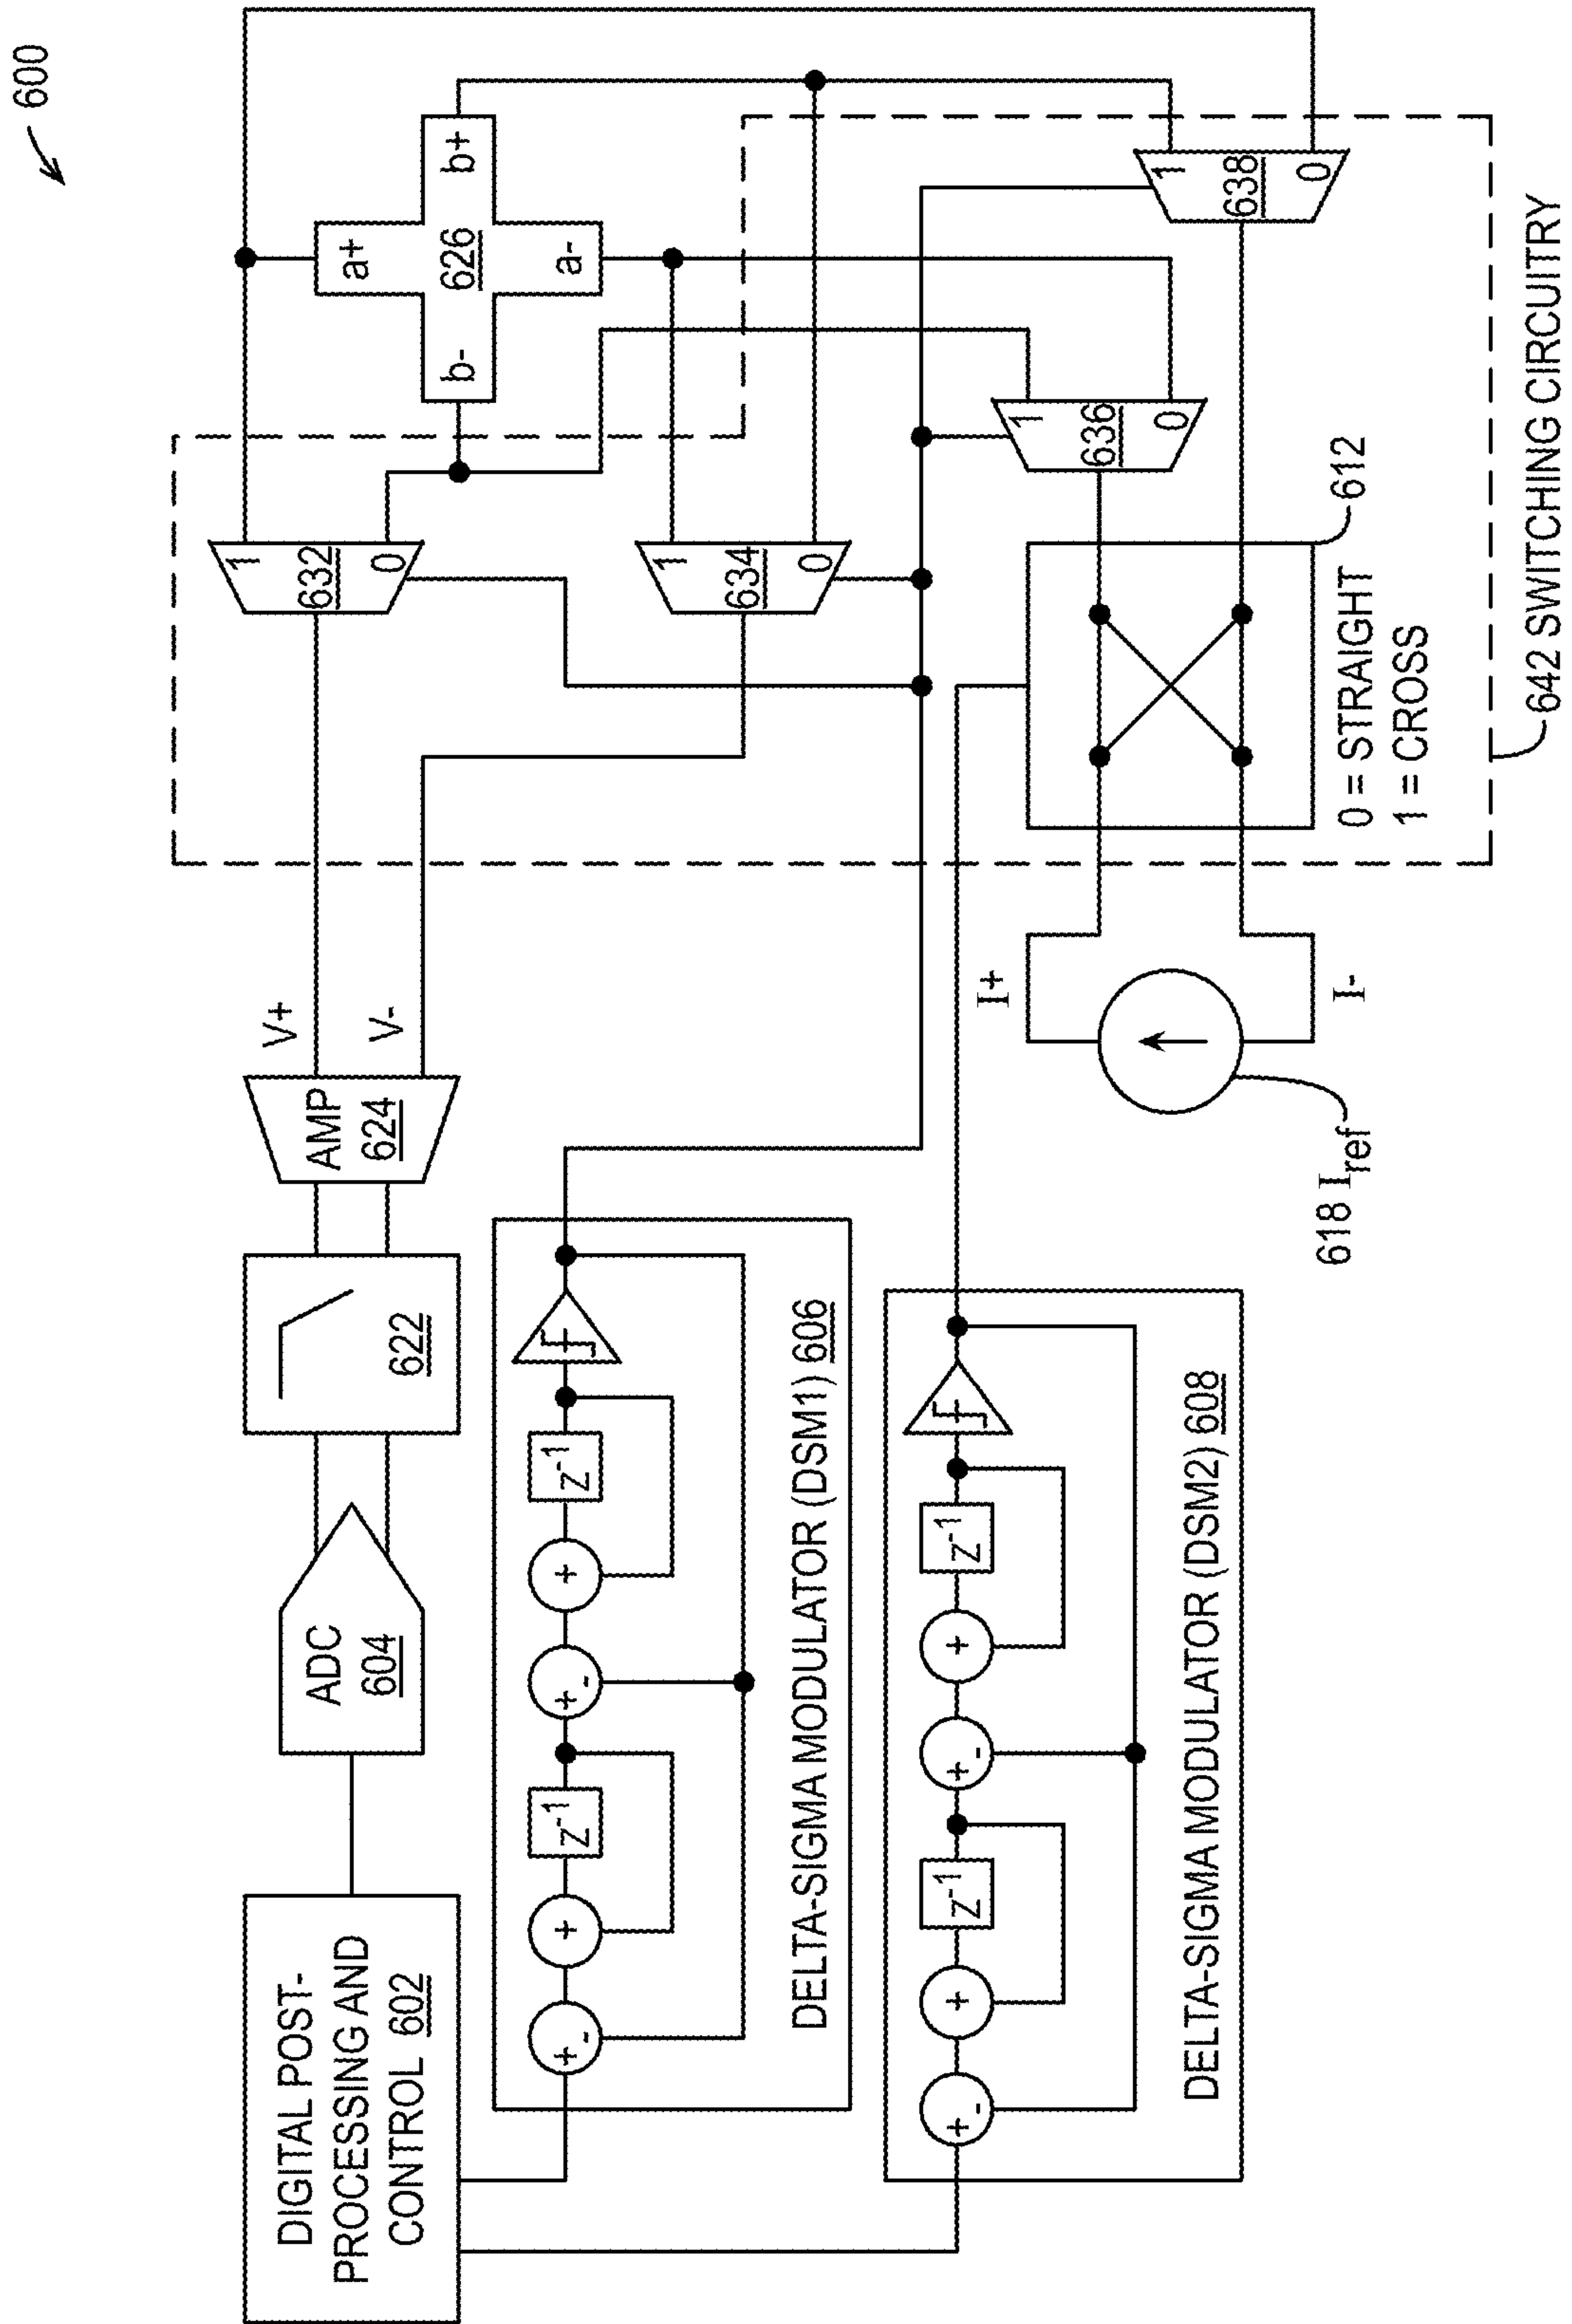 600
DIGITAL POST-
PROCESSING AND
CONTROL 602
ADC
604
622
AMP
624
V+
V-
1
632
0
a+
b-
626
b+
a-
1
634
0
+
-
+
z-1
+
-
+
z-1
DELTA-SIGMA MODULATOR (DSM1) 606
+
-
+
z-1
+
-
+
z-1
DELTA-SIGMA MODULATOR (DSM2) 608
I+
I-
618 Iref
1
636
0
1
638
0
612
0 = STRAIGHT
1 = CROSS
642 SWITCHING CIRCUITRY